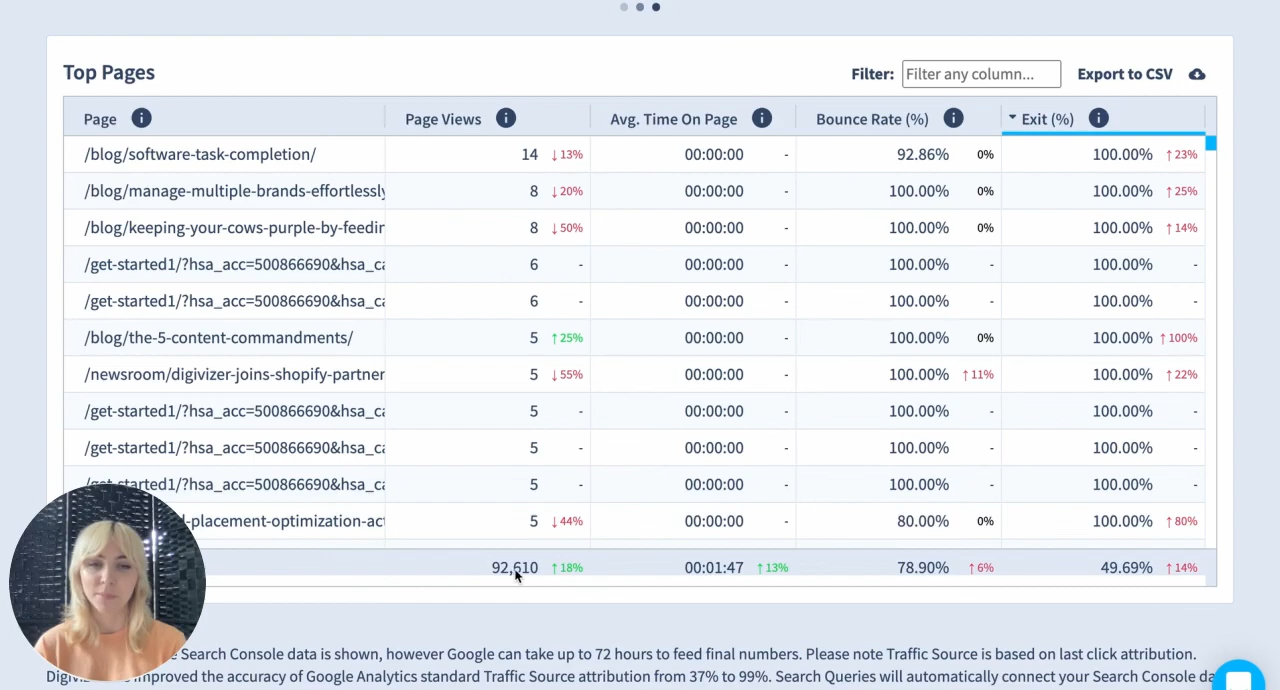 Top Pages
Filter: Filter any column... Export to CSV
Page Page Views Avg. Time On Page Bounce Rate (%) Exit (%)
/blog/software-task-completion/ 14 ↓13% 00:00:00 - 92.86% 0% 100.00% ↑23%
/blog/manage-multiple-brands-effortlessly 8 ↓20% 00:00:00 - 100.00% 0% 100.00% ↑25%
/blog/keeping-your-cows-purple-by-feedin 8 ↓50% 00:00:00 - 100.00% 0% 100.00% ↑14%
/get-started1/?hsa_acc=500866690&hsa_ca 6 - 00:00:00 - 100.00% - 100.00% -
/get-started1/?hsa_acc=500866690&hsa_ca 6 - 00:00:00 - 100.00% - 100.00% -
/blog/the-5-content-commandments/ 5 ↑25% 00:00:00 - 100.00% 0% 100.00% ↑100%
/newsroom/digivizer-joins-shopify-partner 5 ↓55% 00:00:00 - 100.00% ↑11% 100.00% ↑22%
/get-started1/?hsa_acc=500866690&hsa_ca 5 - 00:00:00 - 100.00% - 100.00% -
/get-started1/?hsa_acc=500866690&hsa_ca 5 - 00:00:00 - 100.00% - 100.00% -
/get-started1/?hsa_acc=500866690&hsa_ca 5 - 00:00:00 - 100.00% - 100.00% -
-placement-optimization-act 5 ↓44% 00:00:00 - 80.00% 0% 100.00% ↑80%
92,610 ↑18% 00:01:47 ↑13% 78.90% ↑6% 49.69% ↑14%
Search Console data is shown, however Google can take up to 72 hours to feed final numbers. Please note Traffic Source is based on last click attribution.
improved the accuracy of Google Analytics standard Traffic Source attribution from 37% to 99%. Search Queries will automatically connect your Search Console da